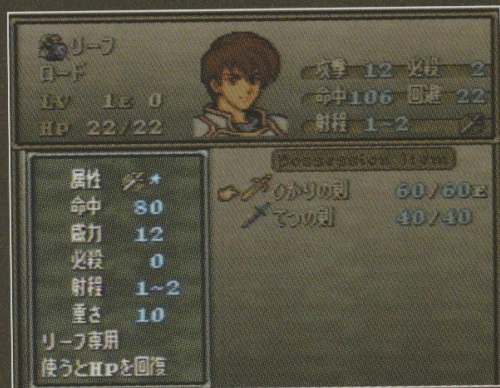 リーフ
ロード
LV 1E 0
HP 22/22
攻撃 12 必殺 2
命中106 回避 22
射程 1~2
Possession Item
ひかりの剣 60/60E
てつの剣 40/40
属性 ★
命中 80
威力 12
必殺 0
射程 1~2
重さ 10
リーフ専用
使うとHPを回復